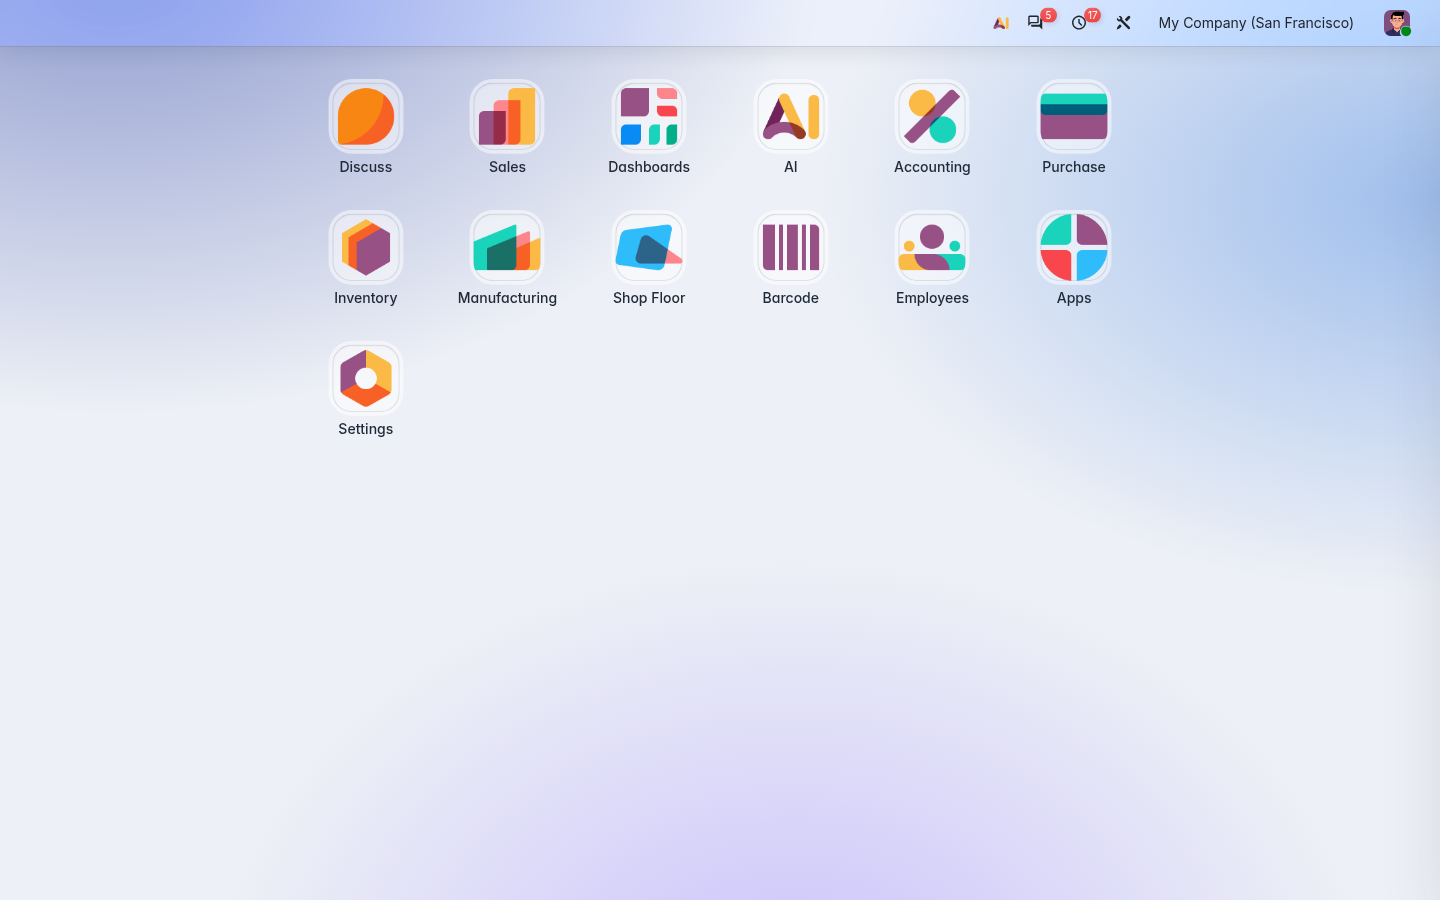 5
17
My Company (San Francisco)
Discuss
Sales
Dashboards
AI
Accounting
Purchase
Inventory
Manufacturing
Shop Floor
Barcode
Employees
Apps
Settings